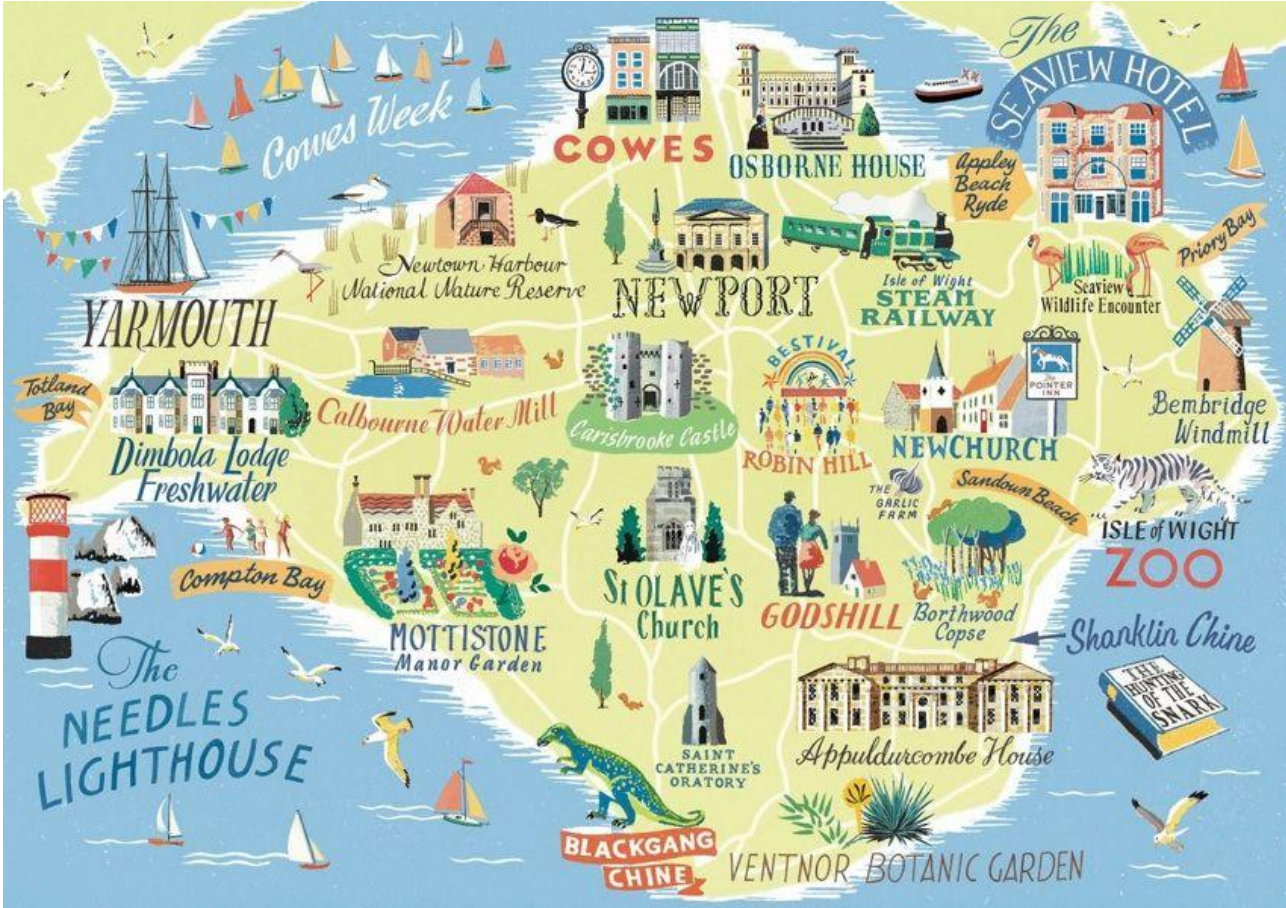 The
SEAVIEW HOTEL
Cowes Week
COWES
OSBORNE HOUSE
Appley
Beach
Ryde
Priory Bay
Newtown Harbour
National Nature Reserve
NEWPORT
Isle of Wight
STEAM
RAILWAY
Seaview
Wildlife Encounter
YARMOUTH
Totland
Bay
Dimbola Lodge
Freshwater
Calbourne Water Mill
Carisbrooke Castle
BESTIVAL
ROBIN HILL
The
POINTER
INN
NEWCHURCH
Bembridge
Windmill
THE
GARLIC
FARM
Sandown Beach
ISLE of WIGHT
ZOO
Compton Bay
MOTTISTONE
Manor Garden
St OLAVE'S
Church
GODSHILL
Borthwood
Copse
Shanklin Chine
THE
HUNTING
OF THE
SNARK
The
NEEDLES
LIGHTHOUSE
SAINT
CATHERINE'S
ORATORY
Appuldurcombe House
BLACKGANG
CHINE
VENTNOR BOTANIC GARDEN